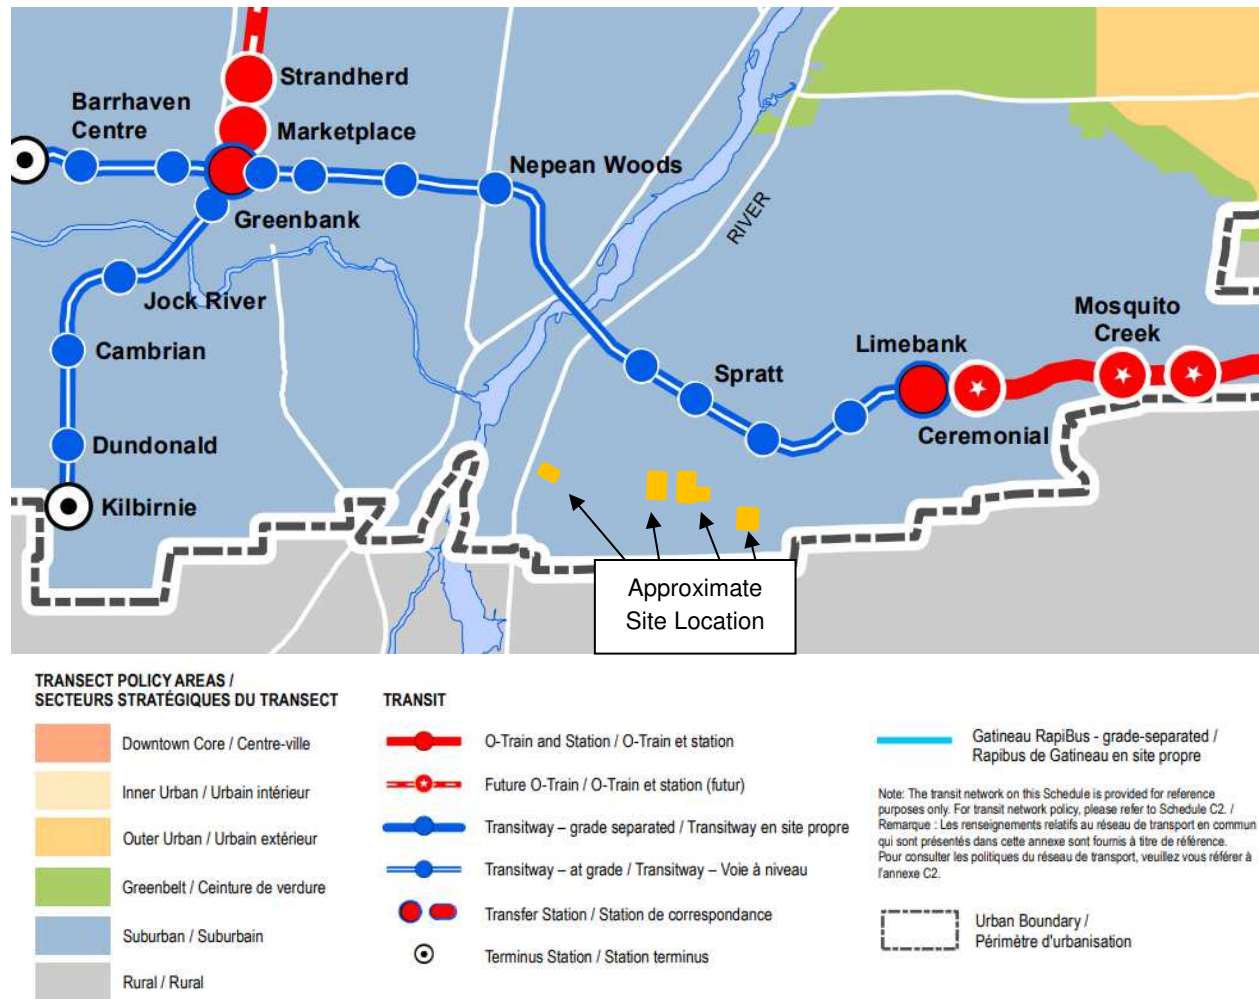 Strandherd
Barrhaven
Centre
Marketplace
Nepean Woods
Greenbank
RIVER
Jock River
Mosquito
Creek
Cambrian
Limebank
Spratt
Ceremonial
Dundonald
Kilbirnie
Approximate
Site Location
TRANSECT POLICY AREAS /
SECTEURS STRATÉGIQUES DU TRANSECT
Downtown Core / Centre-ville
Inner Urban / Urbain intérieur
Outer Urban / Urbain extérieur
Greenbelt / Ceinture de verdure
Suburban / Suburbain
Rural / Rural
TRANSIT
O-Train and Station / O-Train et station
Future O-Train / O-Train et station (futur)
Transitway – grade separated / Transitway en site propre
Transitway – at grade / Transitway – Voie à niveau
Transfer Station / Station de correspondance
Terminus Station / Station terminus
Gatineau RapiBus - grade-separated /
Rapibus de Gatineau en site propre
Note: The transit network on this Schedule is provided for reference
purposes only. For transit network policy, please refer to Schedule C2. /
Remarque : Les renseignements relatifs au réseau de transport en commun
qui sont présentés dans cette annexe sont fournis à titre de référence.
Pour consulter les politiques du réseau de transport, veuillez vous référer à
l'annexe C2.
Urban Boundary /
Périmètre d'urbanisation